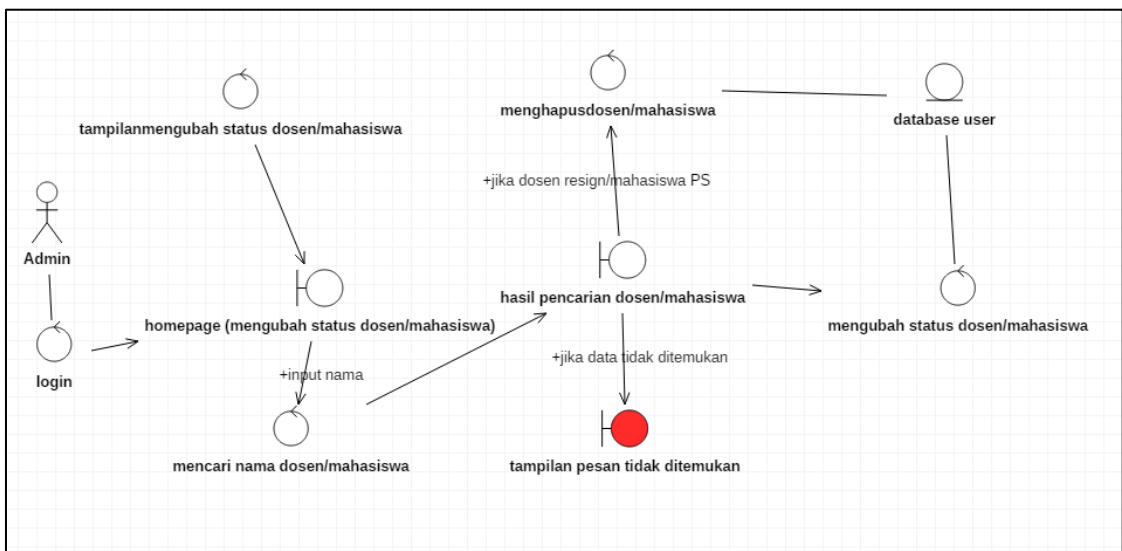 menghapusdosen/mahasiswa
database user
tampilanmengubah status dosen/mahasiswa
+jika dosen resign/mahasiswa PS
Admin
hasil pencarian dosen/mahasiswa
homepage (mengubah status dosen/mahasiswa)
mengubah status dosen/mahasiswa
+jika data tidak ditemukan
+input nama
login
mencari nama dosen/mahasiswa
tampilan pesan tidak ditemukan